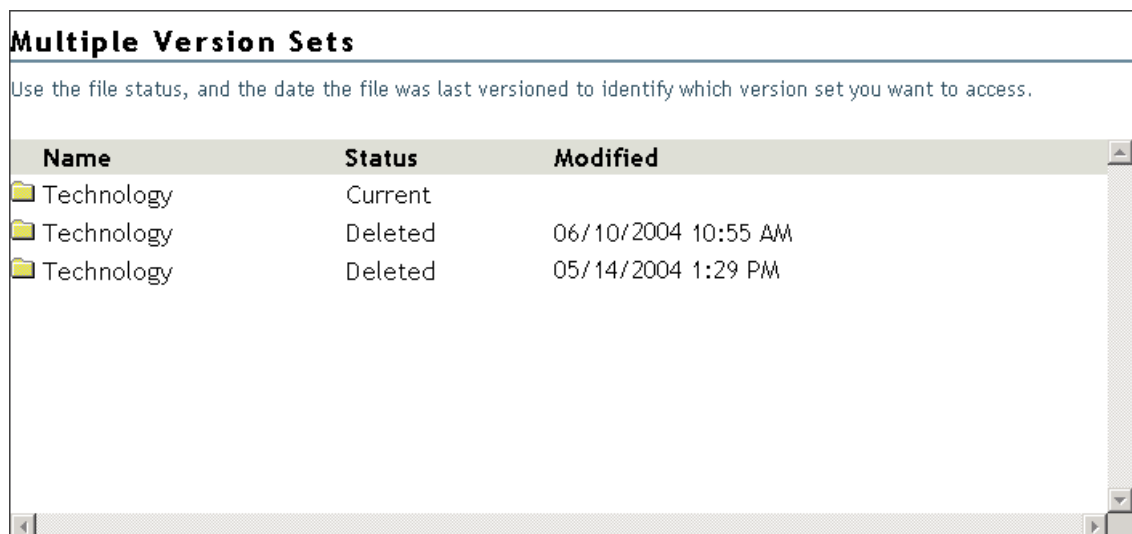 Multiple Version Sets
Use the file status, and the date the file was last versioned to identify which version set you want to access.
Name Status Modified
Technology Current
Technology Deleted 06/10/2004 10:55 AM
Technology Deleted 05/14/2004 1:29 PM